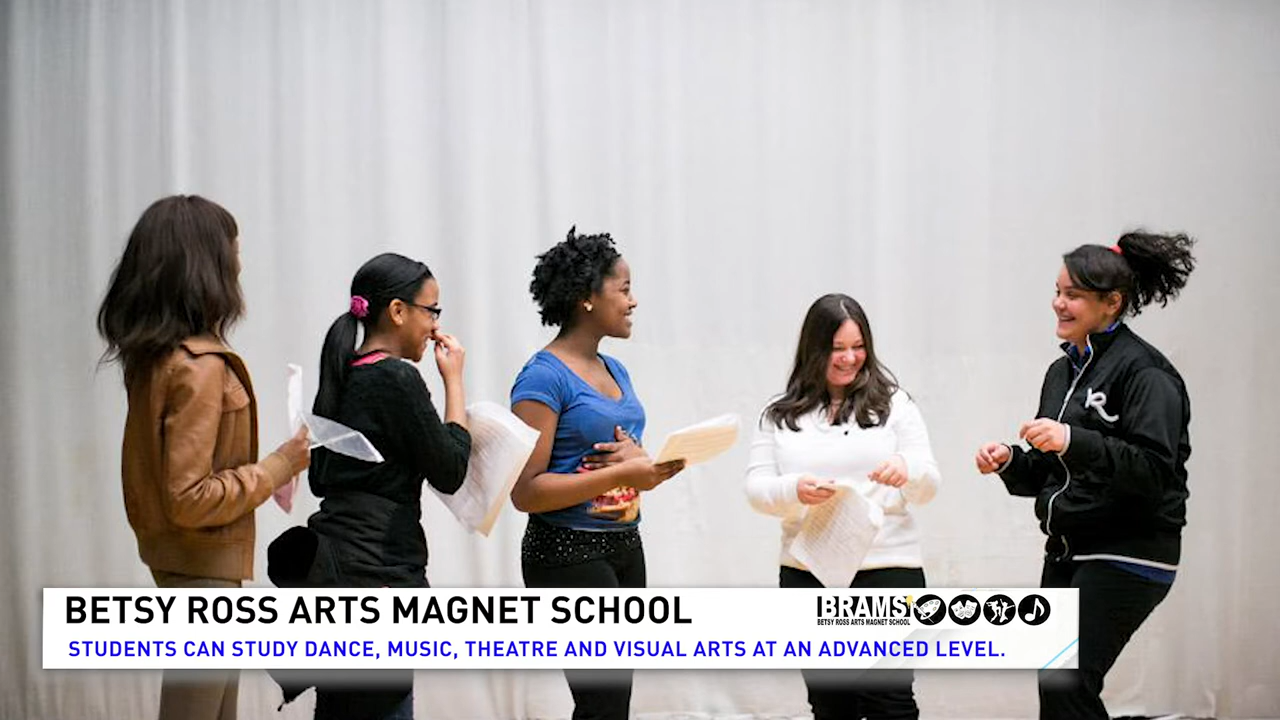 BETSY ROSS ARTS MAGNET SCHOOL
BRAMS
BETSY ROSS ARTS MAGNET SCHOOL
STUDENTS CAN STUDY DANCE, MUSIC, THEATRE AND VISUAL ARTS AT AN ADVANCED LEVEL.
R